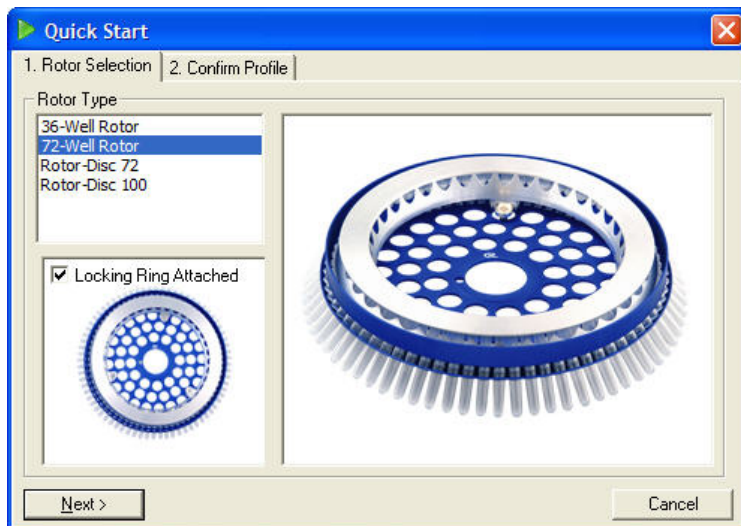 Quick Start
1. Rotor Selection
2. Confirm Profile
Rotor Type
36-Well Rotor
72-Well Rotor
Rotor-Disc 72
Rotor-Disc 100
Locking Ring Attached
Next >
Cancel